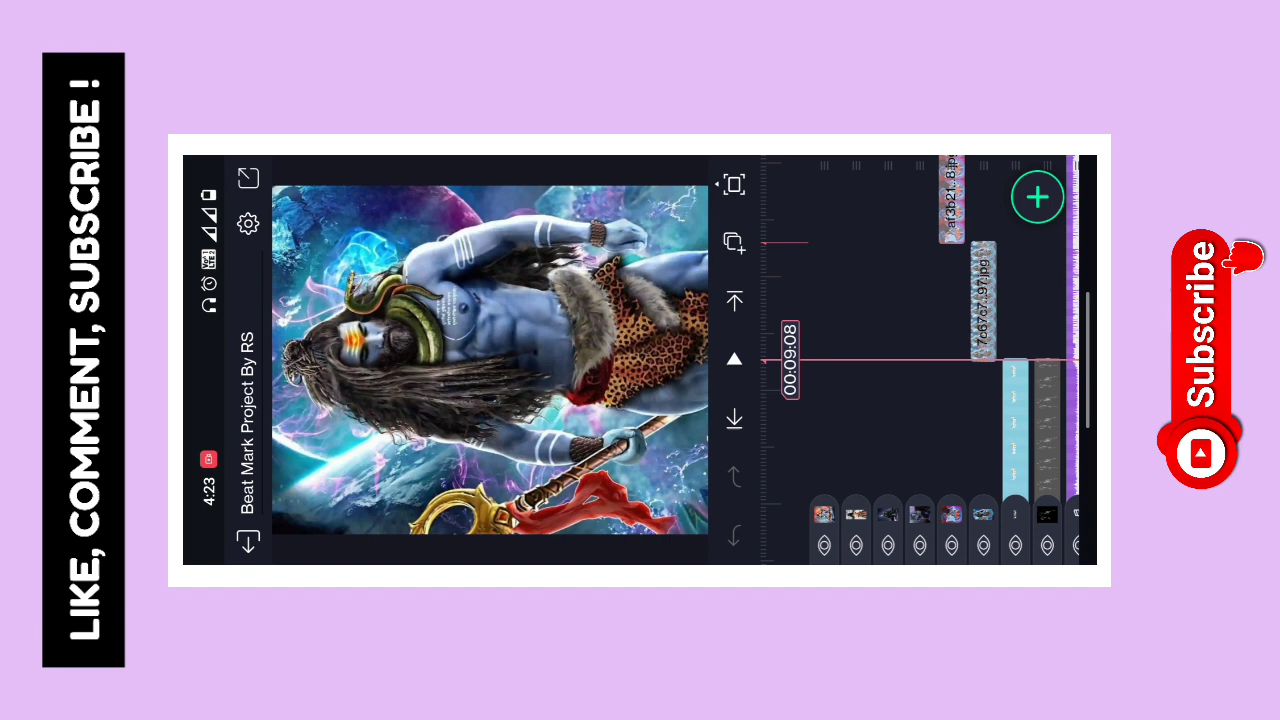 LIKE, COMMENT, SUBSCRIBE !
4:23
Beat Mark Project By RS
00:09:08
Subscribe